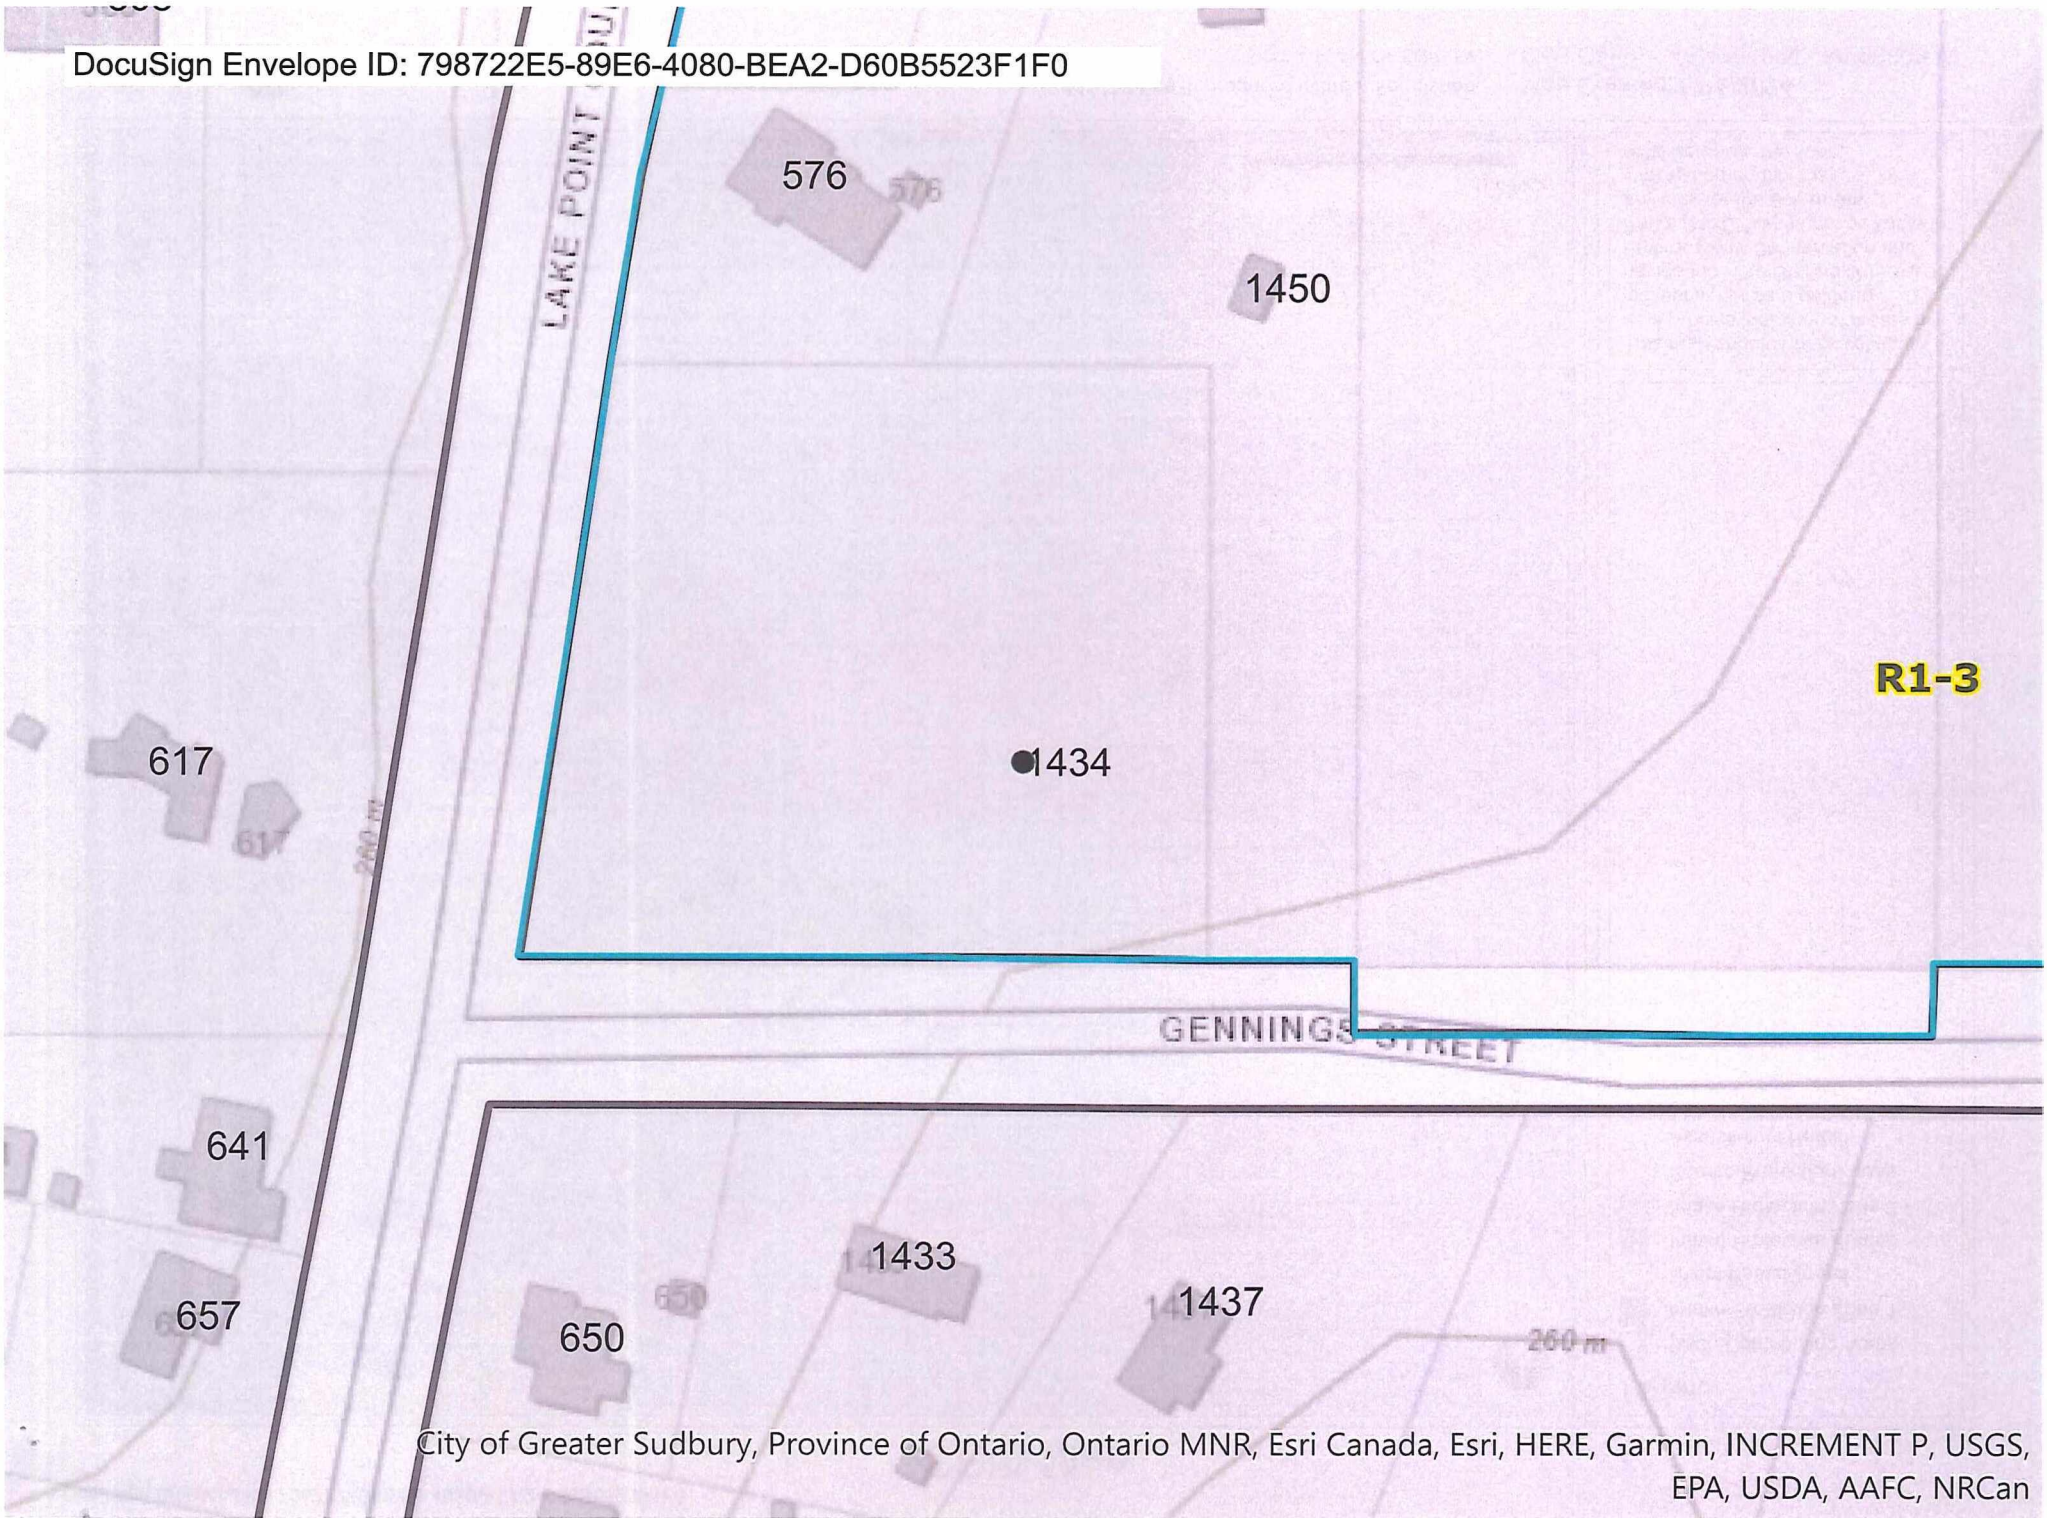 DocuSign Envelope ID: 798722E5-89E6-4080-BEA2-D60B5523F1F0
LAKE POINT
576
576
1450
R1-3
617
617
260 m
1434
GENNINGS STREET
641
657
650
650
1433
1437
260 m
City of Greater Sudbury, Province of Ontario, Ontario MNR, Esri Canada, Esri, HERE, Garmin, INCREMENT P, USGS,
EPA, USDA, AAFC, NRCan